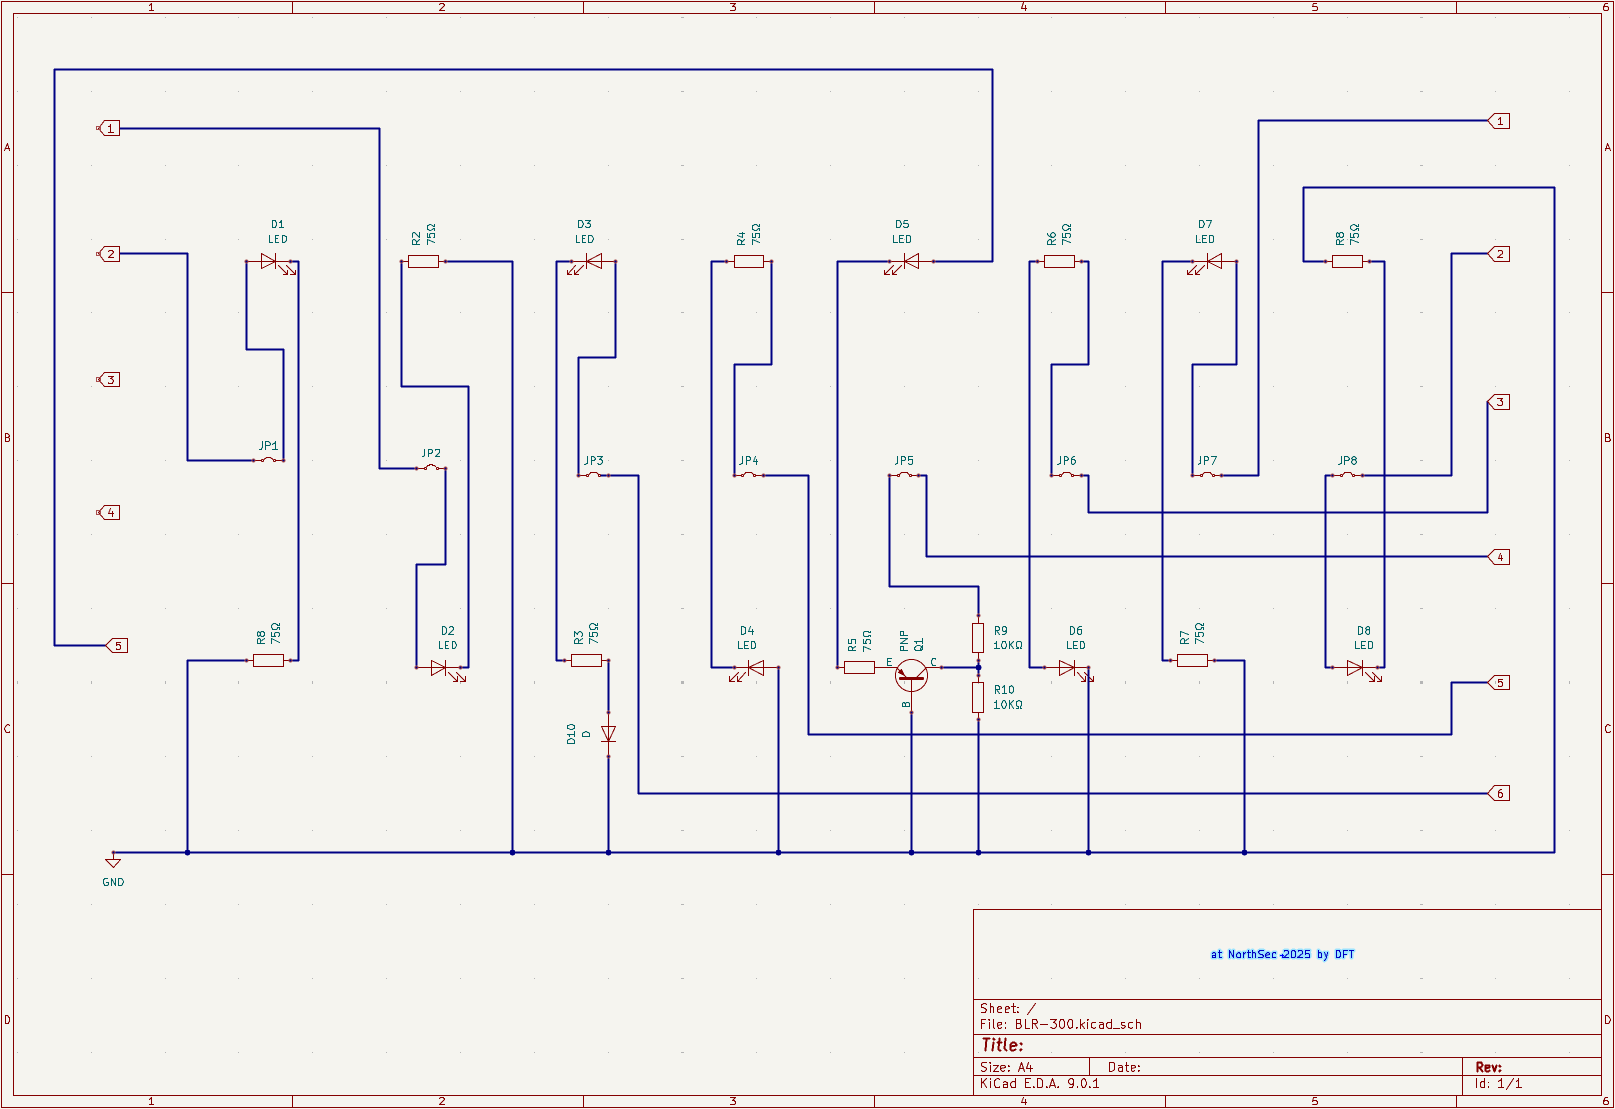 1 2 3 4 5 6
A A
1 1
2 D1 R2 D3 R4 D5 R6 D7 R8 2
LED 75Ω LED 75Ω LED 75Ω LED 75Ω
3 3
B B
JP1 JP2 JP3 JP4 JP5 JP6 JP7 JP8
4 4
5 R8 D2 R3 D4 R5 PNP R9 D6 R7 D8
75Ω LED 75Ω LED 75Ω Q1 10KΩ LED 75Ω LED
E C
5
R10
10KΩ
B
C D10 C
D
6
GND
at NorthSec-2025 by DFT
Sheet: /
D File: BLR-300.kicad_sch D
Title:
Size: A4 Date: Rev:
KiCad E.D.A. 9.0.1 Id: 1/1
1 2 3 4 5 6